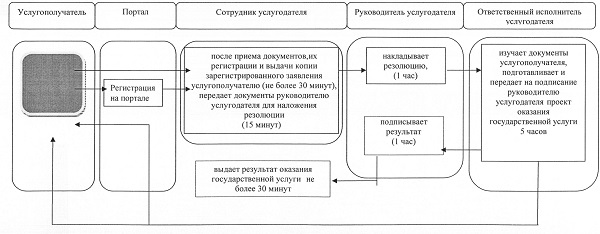 Услугополучатель
Портал
Сотрудник услугодателя
Руководитель услугодателя
Ответственный исполнитель
услугодателя
Регистрация
на портале
после приема документов,их
регистрации и выдачи копии
зарегистрированного заявления
услугополучателю (не более 30 минут),
передает документы руководителю
услугодателя для наложения
резолюции
(15 минут)
накладывает
резолюцию,
(1 час)
изучает документы
услугополучателя,
подготавливает и
передает на подписание
руководителю
услугодателя проект
оказания
государственной услуги
5 часов
подписывает
результат
(1 час)
выдает результат оказания
государственной услуги не
более 30 минут